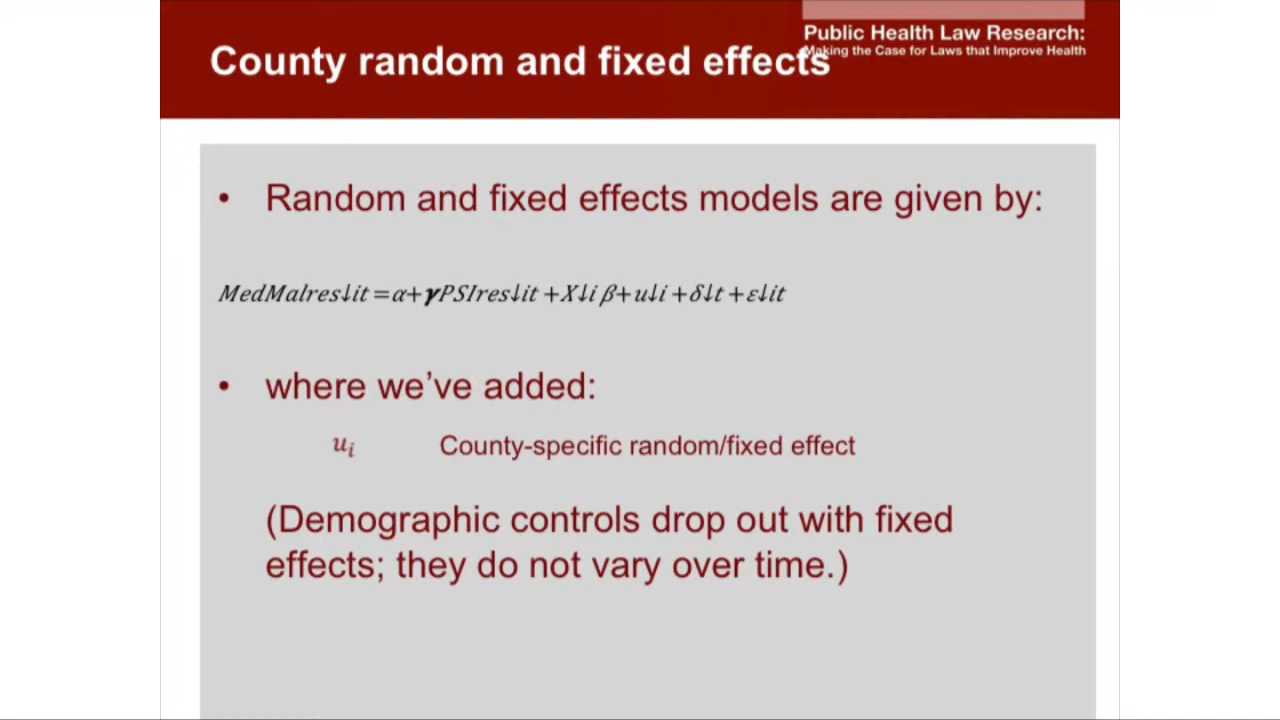 Public Health Law Research:
Making the Case for Laws that Improve Health
County random and fixed effects
• Random and fixed effects models are given by:
MedMalres↓it =α+γPSIres↓it +X↓i β+u↓i +δ↓t +ε↓it
• where we've added:
u_i County-specific random/fixed effect
(Demographic controls drop out with fixed
effects; they do not vary over time.)